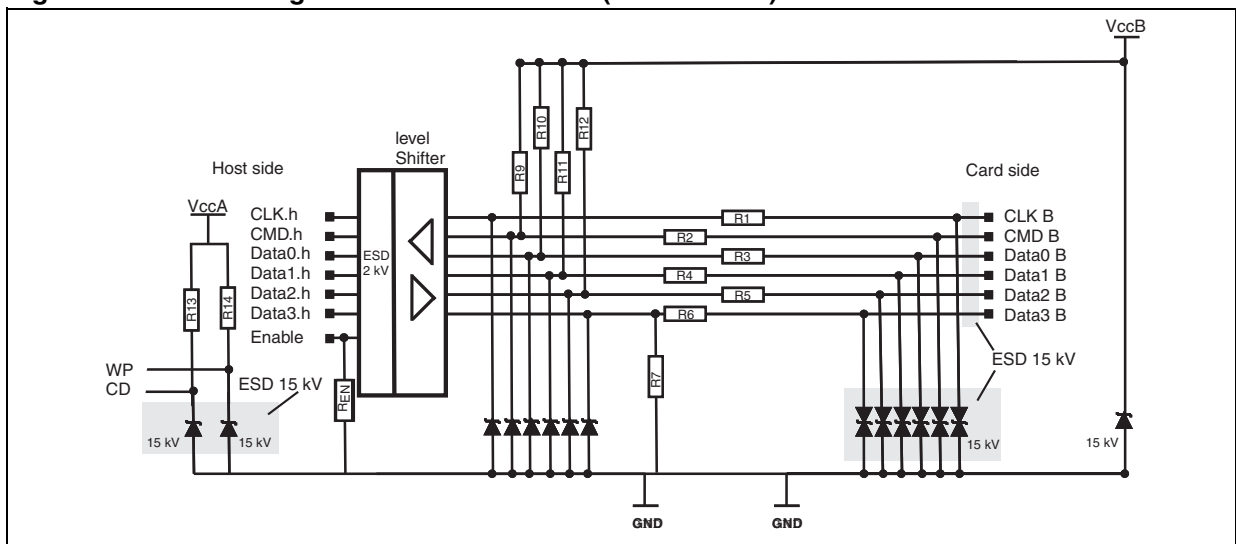 VccB
level
Shifter
Host side
Card side
VccA
R9
R10
R11
R12
CLK.h
CMD.h
Data0.h
Data1.h
Data2.h
Data3.h
Enable
ESD
2 kV
R1
R2
R3
R4
R5
R6
R7
CLK B
CMD B
Data0 B
Data1 B
Data2 B
Data3 B
R13
R14
REN
WP
CD
ESD 15 kV
15 kV
15 kV
ESD 15 kV
15 kV
15 kV
GND
GND